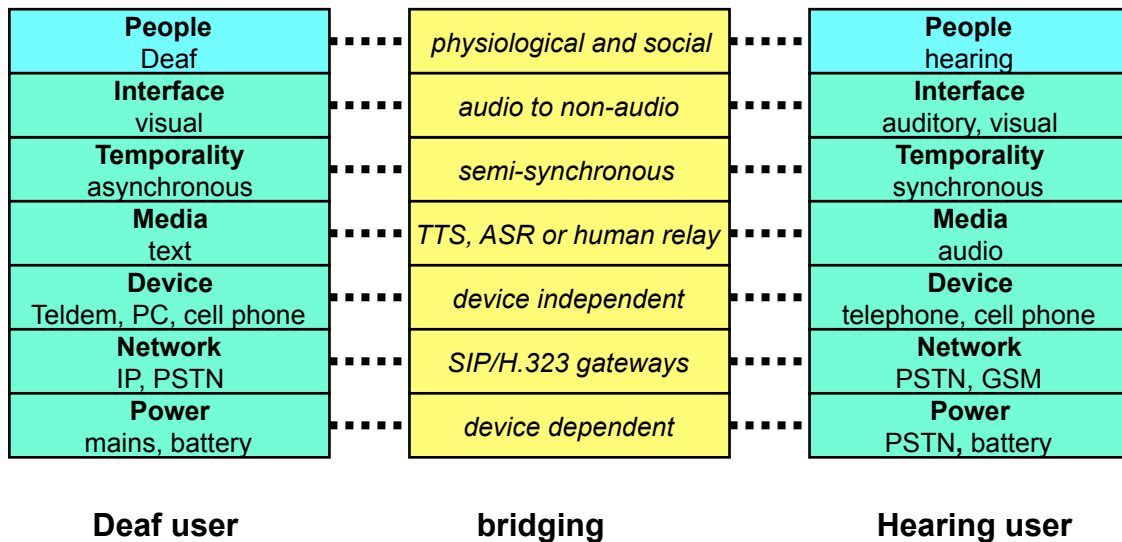 People
Deaf
Interface
visual
Temporality
asynchronous
Media
text
Device
Teldem, PC, cell phone
Network
IP, PSTN
Power
mains, battery
Deaf user
physiological and social
audio to non-audio
semi-synchronous
TTS, ASR or human relay
device independent
SIP/H.323 gateways
device dependent
bridging
People
hearing
Interface
auditory, visual
Temporality
synchronous
Media
audio
Device
telephone, cell phone
Network
PSTN, GSM
Power
PSTN, battery
Hearing user